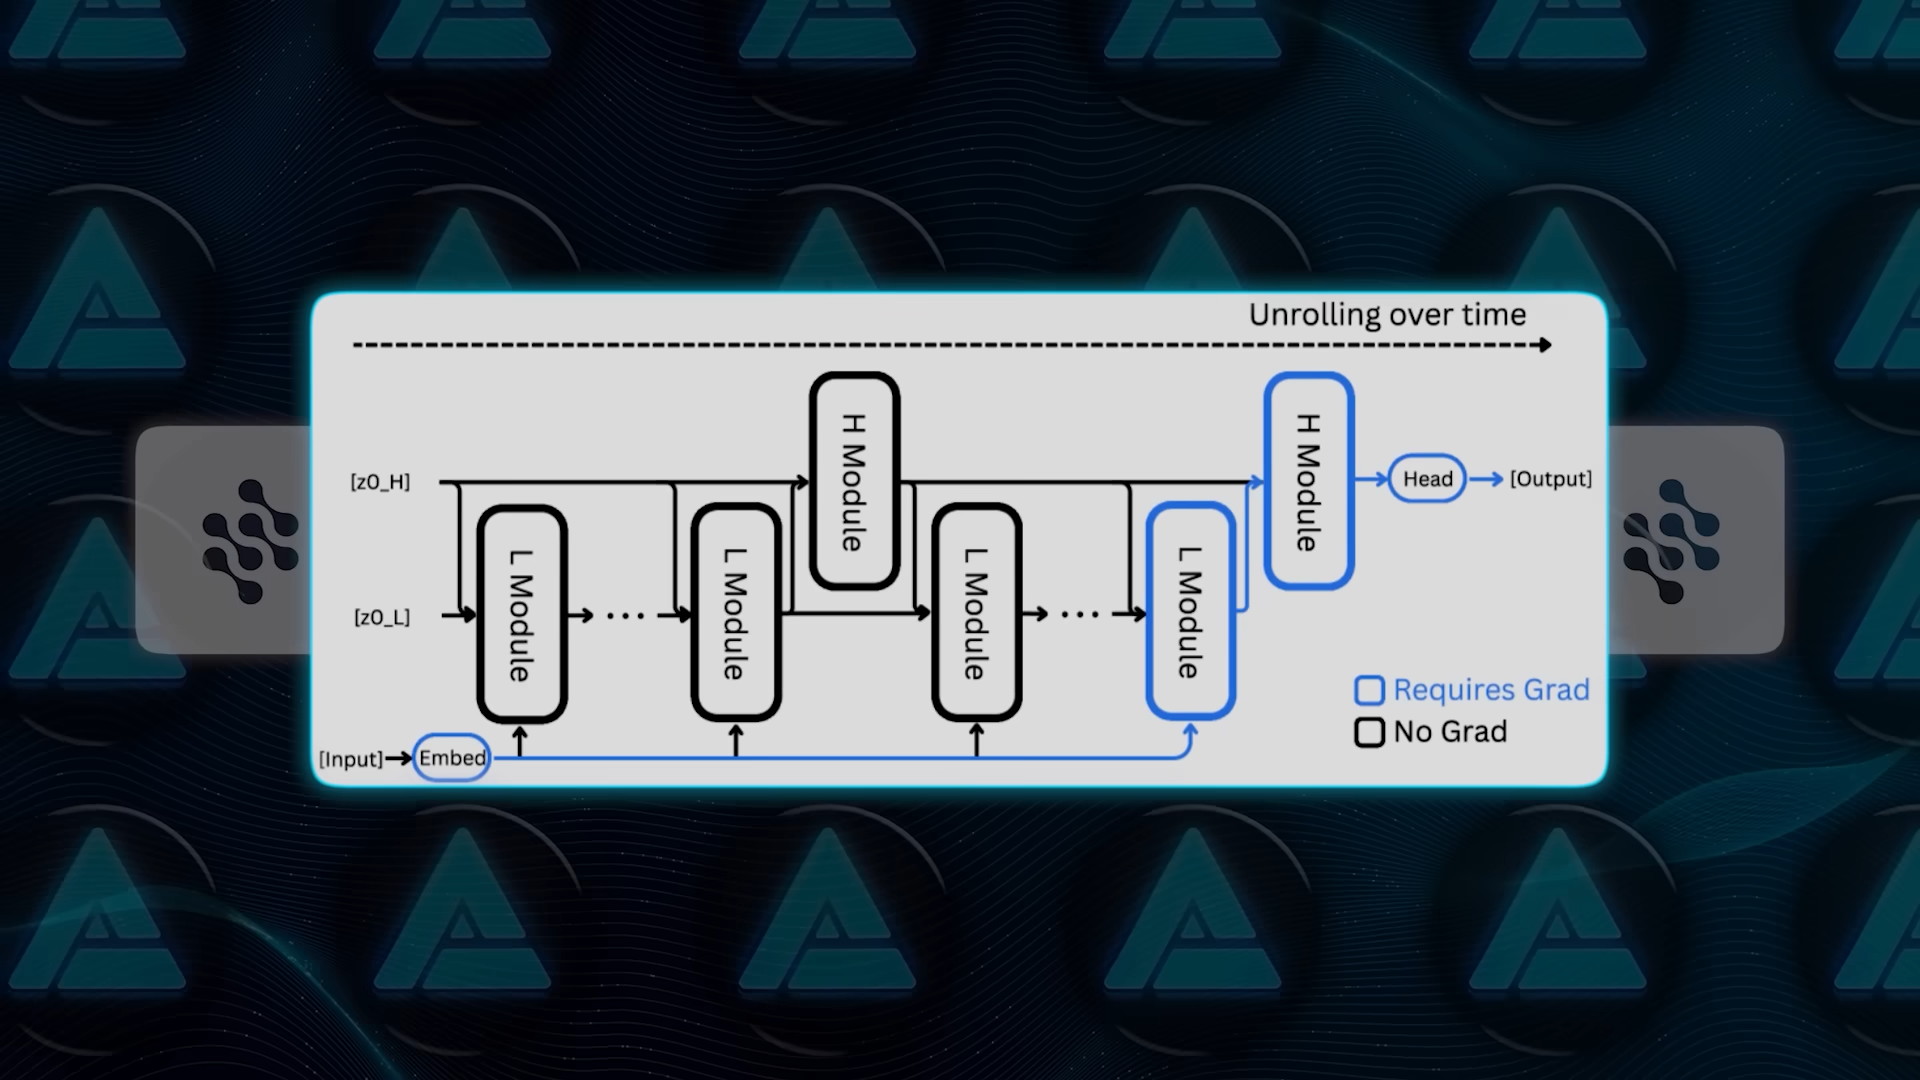 Unrolling over time
H Module
H Module
[z0_H]
Head
[Output]
L Module
L Module
L Module
L Module
[z0_L]
Requires Grad
No Grad
[Input]
Embed